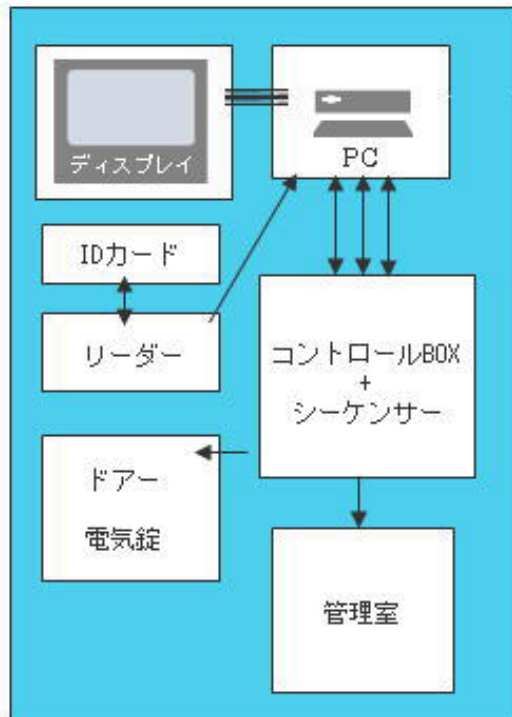 ディスプレイ
PC
IDカード
リーダー
コントロールBOX
+
シーケンサー
ドアー
電気錠
管理室